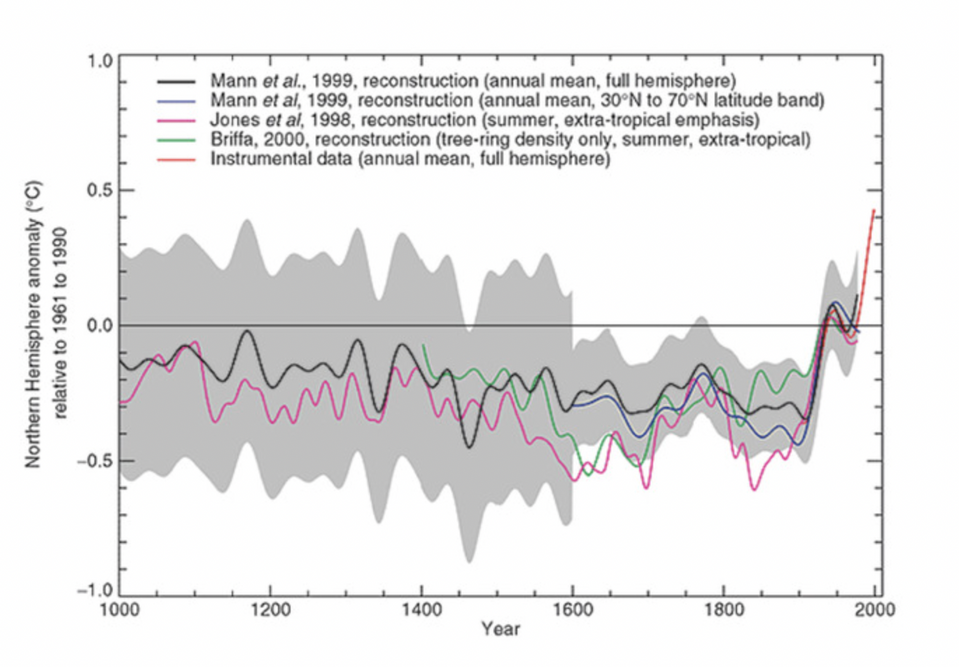 1.0
Mann et al., 1999, reconstruction (annual mean, full hemisphere)
Mann et al, 1999, reconstruction (annual mean, 30°N to 70°N latitude band)
Jones et al, 1998, reconstruction (summer, extra-tropical emphasis)
Briffa, 2000, reconstruction (tree-ring density only, summer, extra-tropical)
Instrumental data (annual mean, full hemisphere)
0.5
Northern Hemisphere anomaly (°C)
relative to 1961 to 1990
0.0
−0.5
−1.0
1000 1200 1400 1600 1800 2000
Year